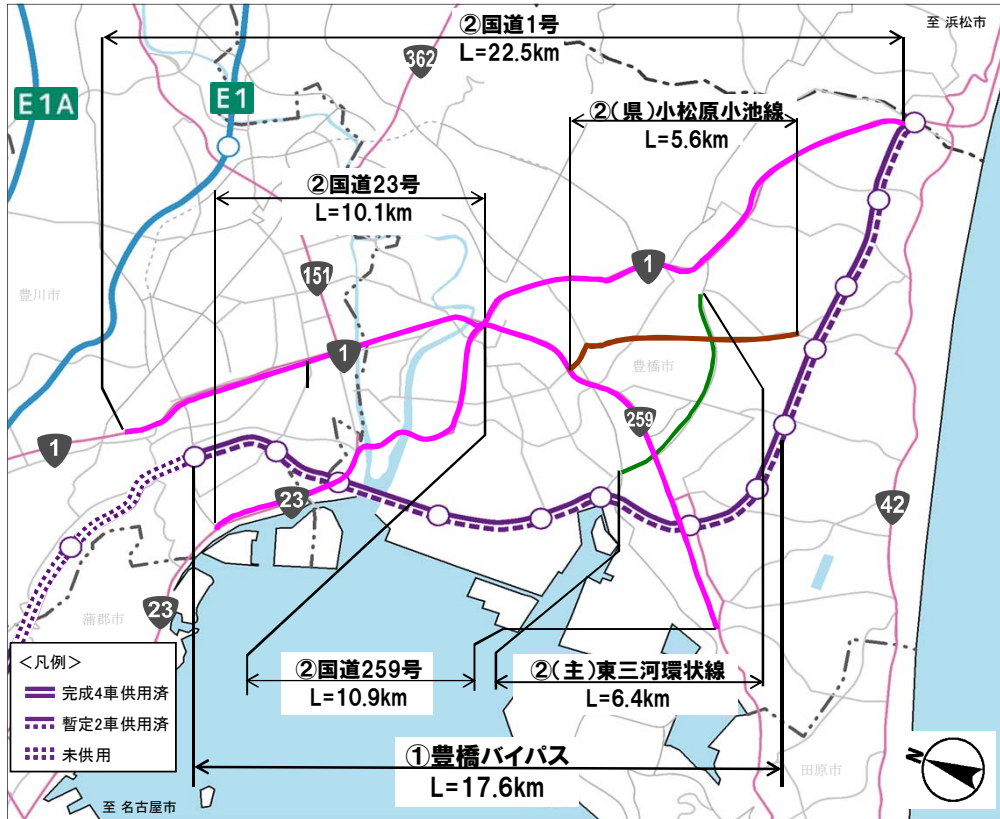 ②国道1号
L=22.5km
至 浜松市
362
E1A
E1
②(県)小松原小池線
L=5.6km
②国道23号
L=10.1km
151
1
豊川市
1
豊橋市
259
1
23
42
23
蒲郡市
<凡例>
完成4車供用済
暫定2車供用済
未供用
②国道259号
L=10.9km
②(主)東三河環状線
L=6.4km
①豊橋バイパス
L=17.6km
田原市
N
至 名古屋市